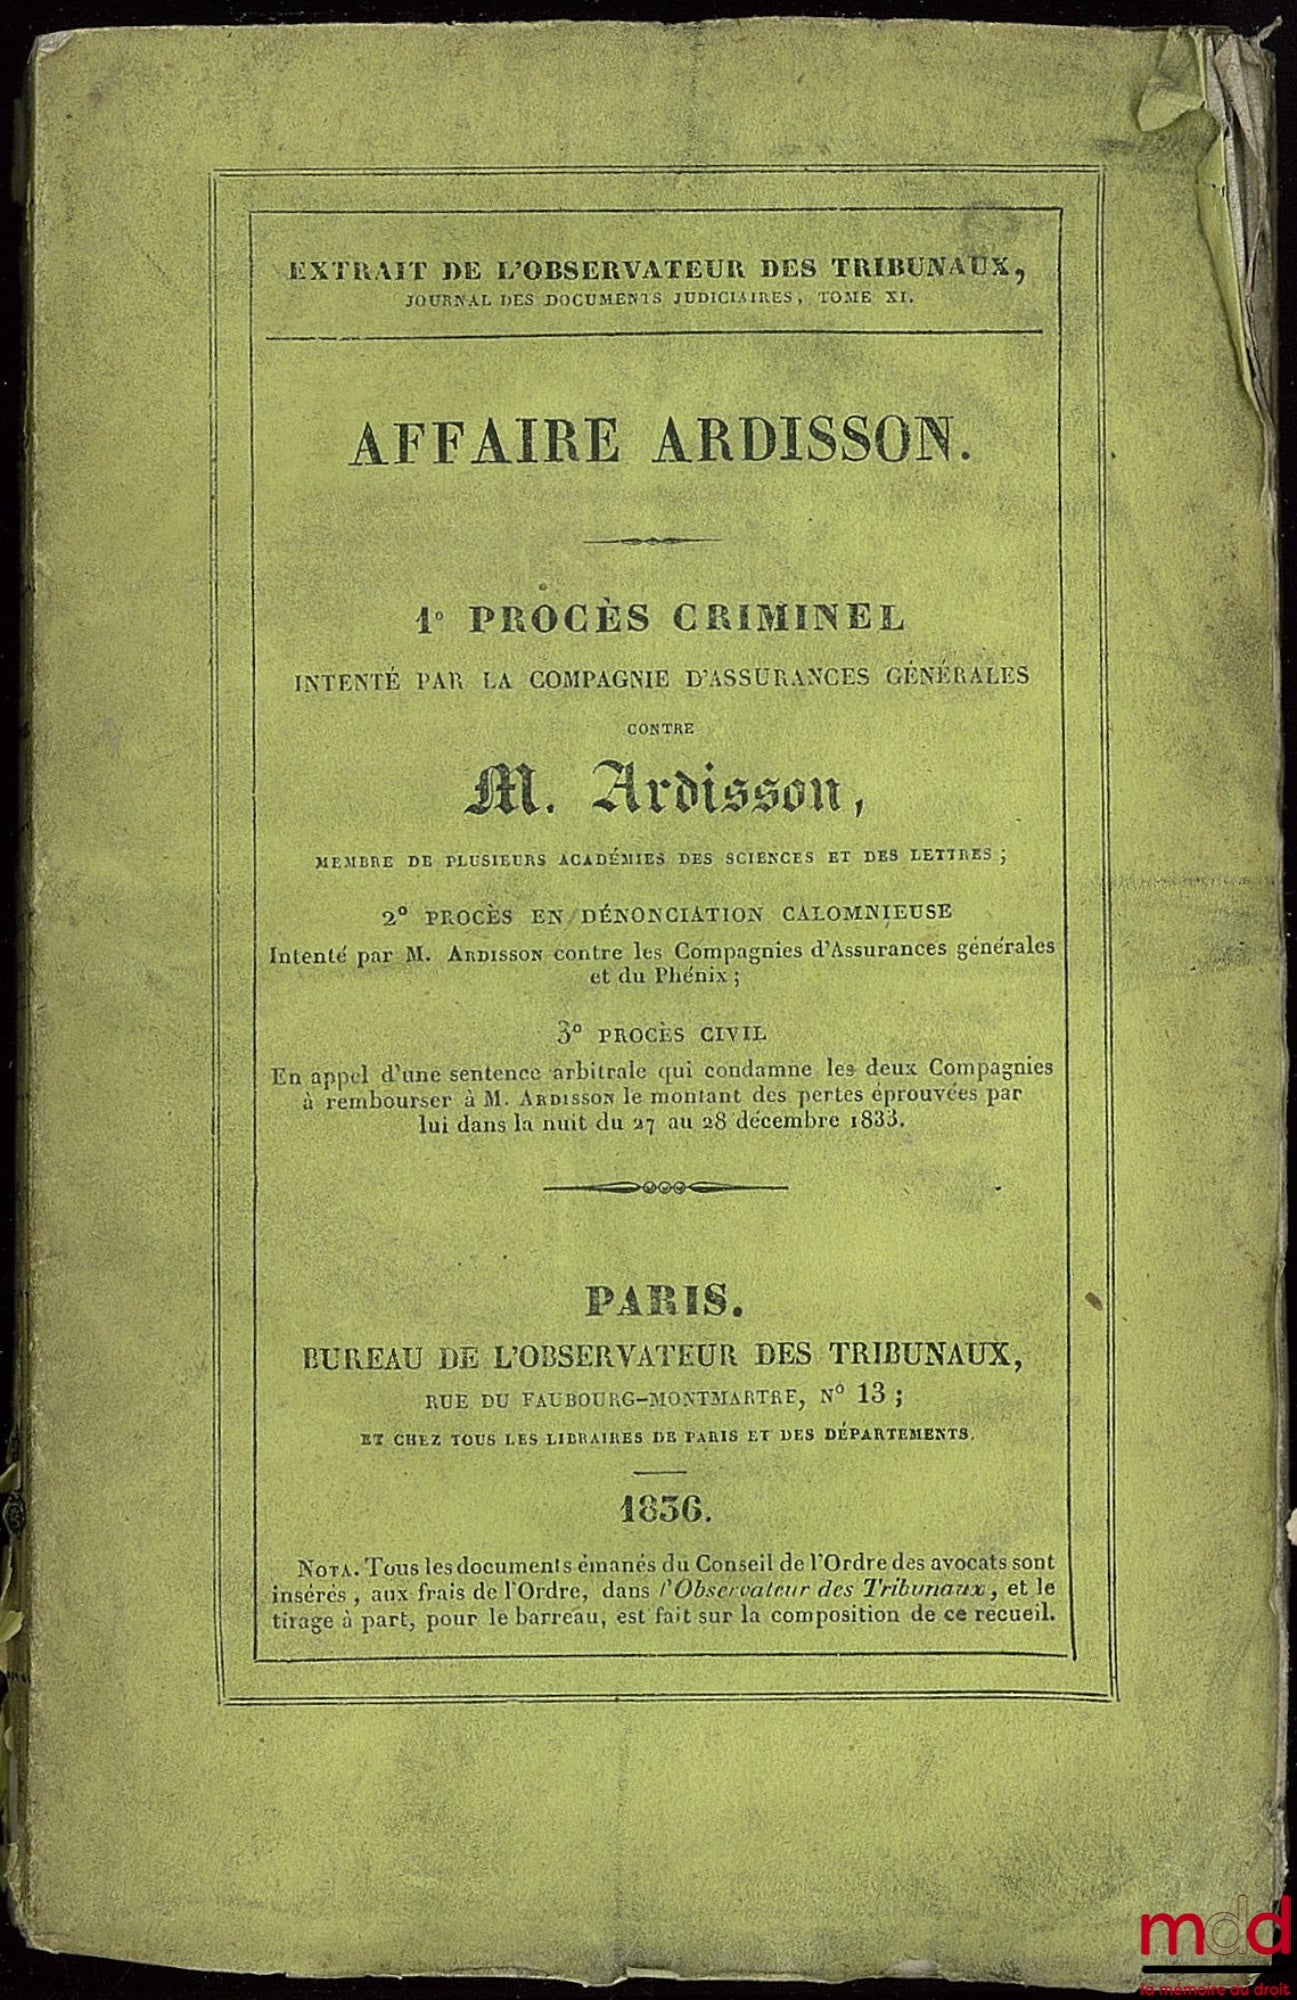 EXTRAIT DE L'OBSERVATEUR DES TRIBUNAUX,
JOURNAL DES DOCUMENTS JUDICIAIRES, TOME XI.
AFFAIRE ARDISSON.
1º PROCÈS CRIMINEL
INTENTÉ PAR LA COMPAGNIE D'ASSURANCES GÉNÉRALES
CONTRE
M. Ardisson,
MEMBRE DE PLUSIEURS ACADÉMIES DES SCIENCES ET DES LETTRES ;
2º PROCÈS EN DÉNONCIATION CALOMNIEUSE
Intenté par M. ARDISSON contre les Compagnies d'Assurances générales
et du Phénix ;
3º PROCÈS CIVIL
En appel d'une sentence arbitrale qui condamne les deux Compagnies
à rembourser à M. ARDISSON le montant des pertes éprouvées par
lui dans la nuit du 27 au 28 décembre 1833.
PARIS.
BUREAU DE L'OBSERVATEUR DES TRIBUNAUX,
RUE DU FAUBOURG-MONTMARTRE, Nº 13 ;
ET CHEZ TOUS LES LIBRAIRES DE PARIS ET DES DÉPARTEMENTS.
1836.
NOTA. Tous les documents émanés du Conseil de l'Ordre des avocats sont
insérés, aux frais de l'Ordre, dans l'Observateur des Tribunaux, et le
tirage à part, pour le barreau, est fait sur la composition de ce recueil.
mdd
la mémoire du droit